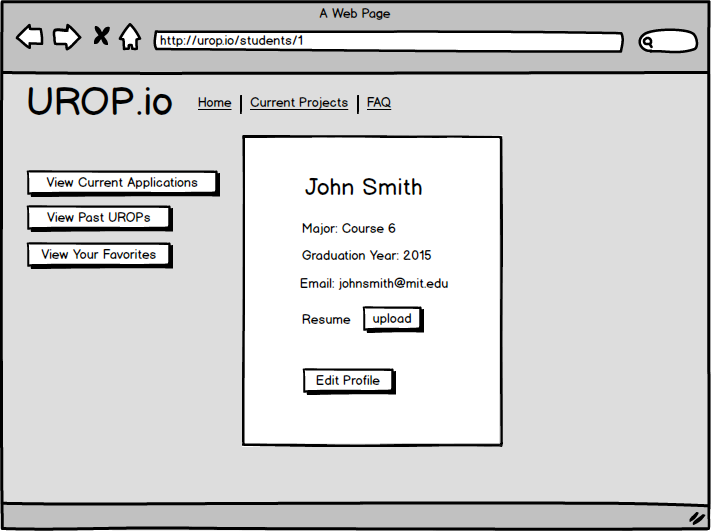 A Web Page
http://urop.io/students/1
UROP.io
Home | Current Projects | FAQ
View Current Applications
View Past UROPs
View Your Favorites
John Smith
Major: Course 6
Graduation Year: 2015
Email: johnsmith@mit.edu
Resume upload
Edit Profile